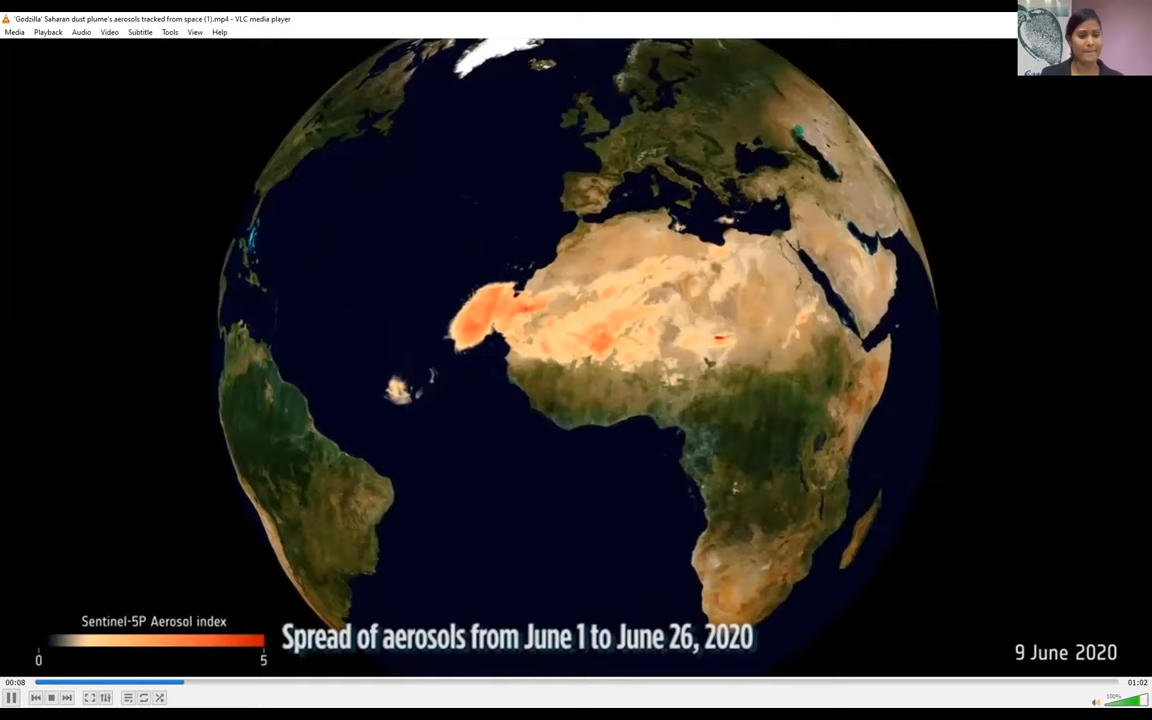 'Godzilla' Saharan dust plume's aerosols tracked from space (1).mp4 - VLC media player
Media Playback Audio Video Subtitle Tools View Help
Sentinel-5P Aerosol index
0 5
Spread of aerosols from June 1 to June 26, 2020
9 June 2020
00:08 01:02
100%